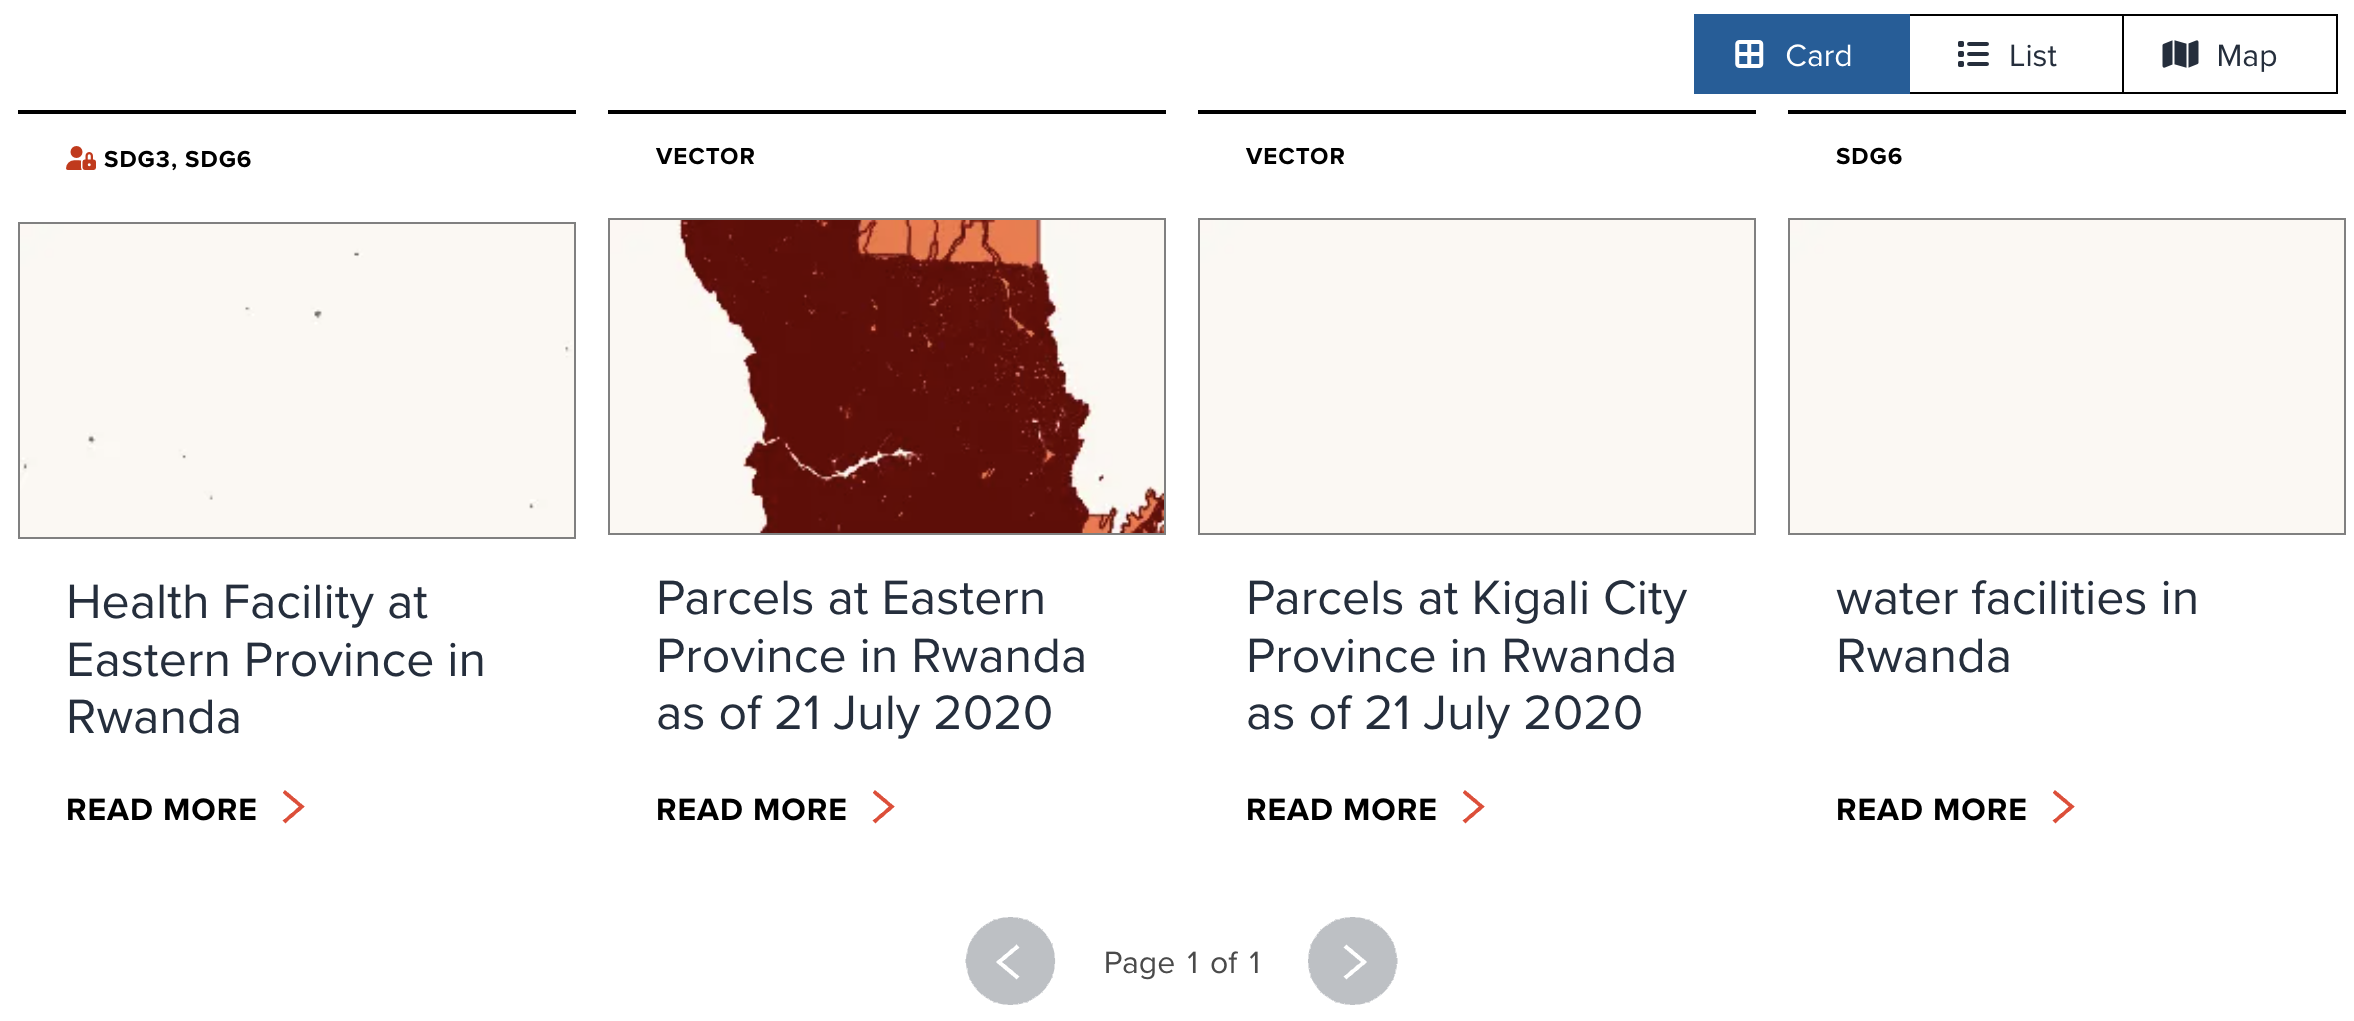 Card
List
Map
SDG3, SDG6
VECTOR
VECTOR
SDG6
Health Facility at
Eastern Province in
Rwanda
READ MORE
Parcels at Eastern
Province in Rwanda
as of 21 July 2020
READ MORE
Parcels at Kigali City
Province in Rwanda
as of 21 July 2020
READ MORE
water facilities in
Rwanda
READ MORE
Page 1 of 1